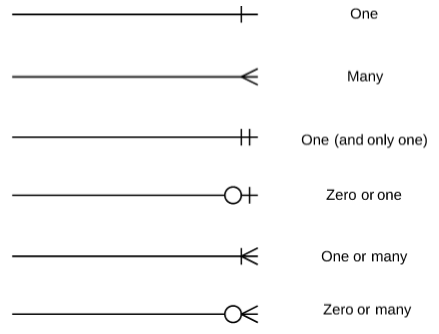 One
Many
One (and only one)
Zero or one
One or many
Zero or many